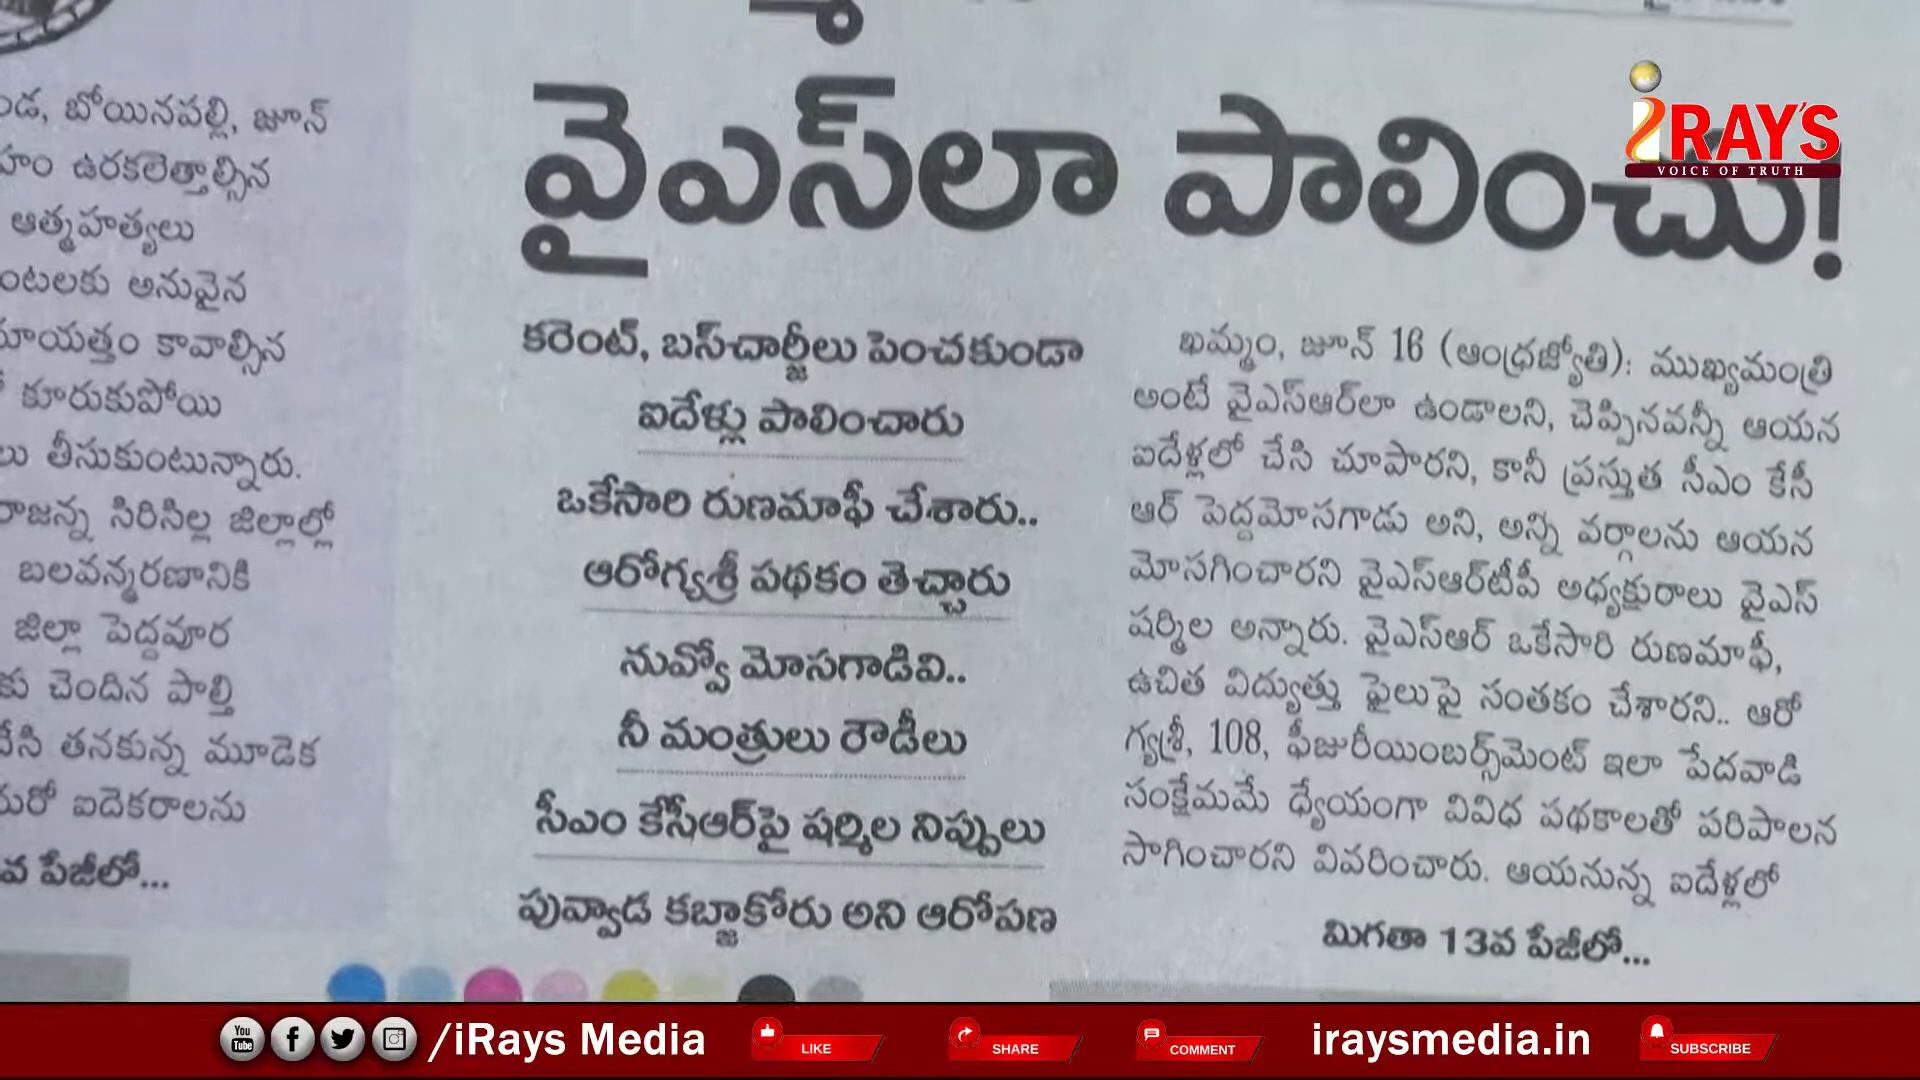 వైఎస్‌లా పాలించు!
iRAY'S
VOICE OF TRUTH
బోయినపల్లి, జూన్
ఉరకలెత్తాల్సిన
ఆత్మహత్యలు
అనువైన
కావాల్సిన
కూరుకుపోయి
తీసుకుంటున్నారు.
సిరిసిల్ల జిల్లాల్లో
బలవన్మరణానికి
జిల్లా పెద్దవూర
చెందిన పాల్తి
తనకున్న మూడెక
ఐదెకరాలను
పేజీలో...
కరెంట్, బస్‌చార్జీలు పెంచకుండా
ఐదేళ్లు పాలించారు
ఒకేసారి రుణమాఫీ చేశారు..
ఆరోగ్యశ్రీ పథకం తెచ్చారు
నువ్వో మోసగాడివి..
నీ మంత్రులు రౌడీలు
సీఎం కేసీఆర్‌పై షర్మిల నిప్పులు
పువ్వాడ కబ్జాకోరు అని ఆరోపణ
ఖమ్మం, జూన్ 16 (ఆంధ్రజ్యోతి): ముఖ్యమంత్రి
అంటే వైఎస్ఆర్‌లా ఉండాలని, చెప్పినవన్నీ ఆయన
ఐదేళ్లలో చేసి చూపారని, కానీ ప్రస్తుత సీఎం కేసీ
ఆర్ పెద్దమోసగాడు అని, అన్ని వర్గాలను ఆయన
మోసగించారని వైఎస్ఆర్‌టీపీ అధ్యక్షురాలు వైఎస్
షర్మిల అన్నారు. వైఎస్ఆర్ ఒకేసారి రుణమాఫీ,
ఉచిత విద్యుత్తు ఫైలుపై సంతకం చేశారని.. ఆరో
గ్యశ్రీ, 108, ఫీజురీయింబర్స్‌మెంట్ ఇలా పేదవాడి
సంక్షేమమే ధ్యేయంగా వివిధ పథకాలతో పరిపాలన
సాగించారని వివరించారు. ఆయనున్న ఐదేళ్లలో
మిగతా 13వ పేజీలో...
You Tube /iRays Media LIKE SHARE COMMENT iraysmedia.in SUBSCRIBE